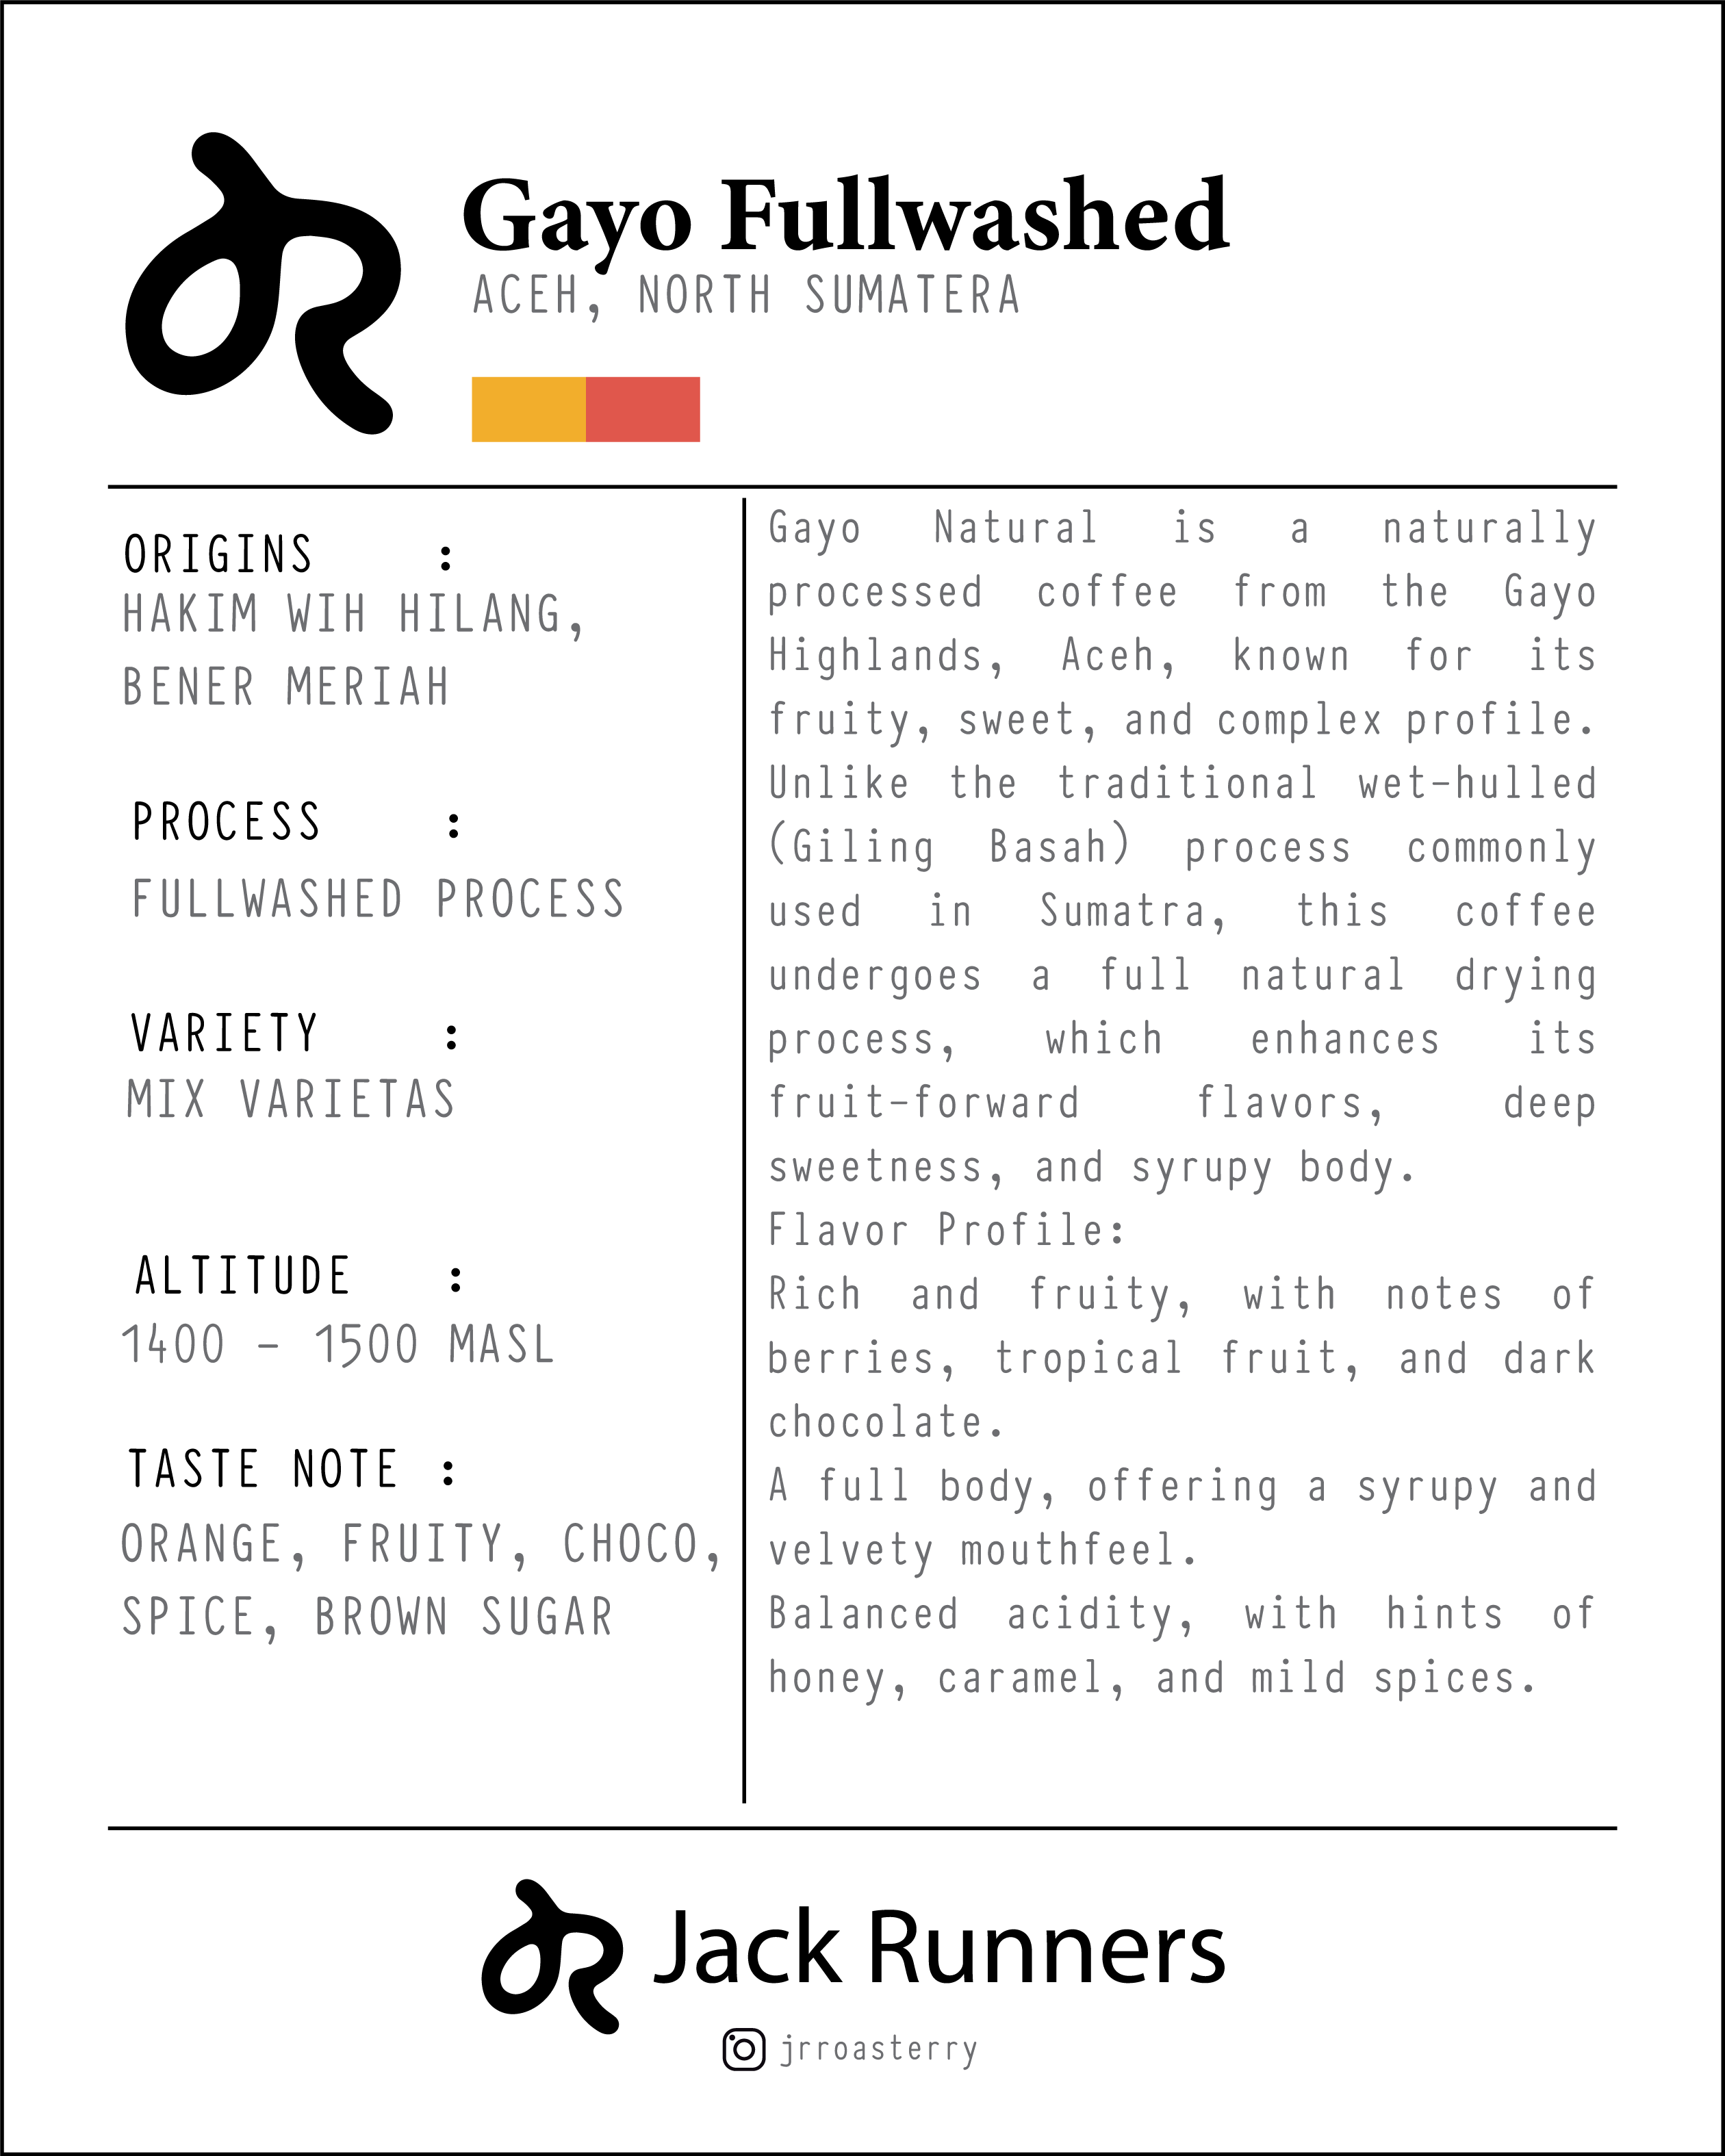 Gayo Fullwashed
ACEH, NORTH SUMATERA
ORIGINS :
HAKIM WIH HILANG,
BENER MERIAH
PROCESS :
FULLWASHED PROCESS
VARIETY :
MIX VARIETAS
ALTITUDE :
1400 - 1500 MASL
TASTE NOTE :
ORANGE, FRUITY, CHOCO,
SPICE, BROWN SUGAR
Gayo Natural is a naturally
processed coffee from the Gayo
Highlands, Aceh, known for its
fruity, sweet, and complex profile.
Unlike the traditional wet-hulled
(Giling Basah) process commonly
used in Sumatra, this coffee
undergoes a full natural drying
process, which enhances its
fruit-forward flavors, deep
sweetness, and syrupy body.
Flavor Profile:
Rich and fruity, with notes of
berries, tropical fruit, and dark
chocolate.
A full body, offering a syrupy and
velvety mouthfeel.
Balanced acidity, with hints of
honey, caramel, and mild spices.
Jack Runners
jrroasterry